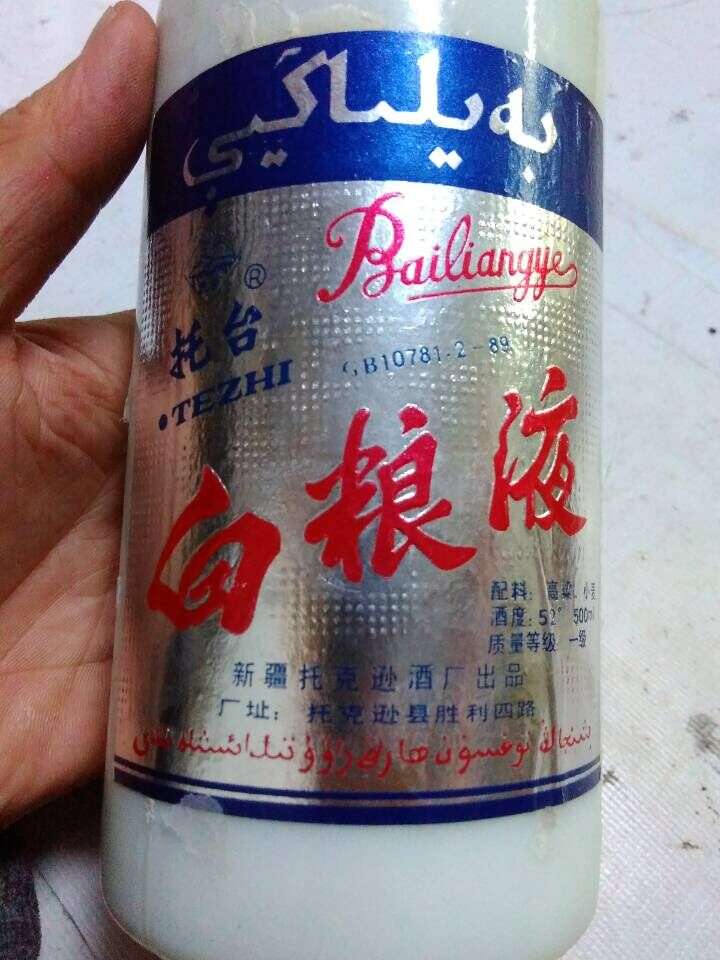 بەيلياڭيې
Bailiangye
®
托台
GB10781.2-89
TEZHI
白粮液
配料：高粱、小麦
酒度：52° 500ml
质量等级：一级
新疆托克逊酒厂出品
厂址：托克逊县胜利四路